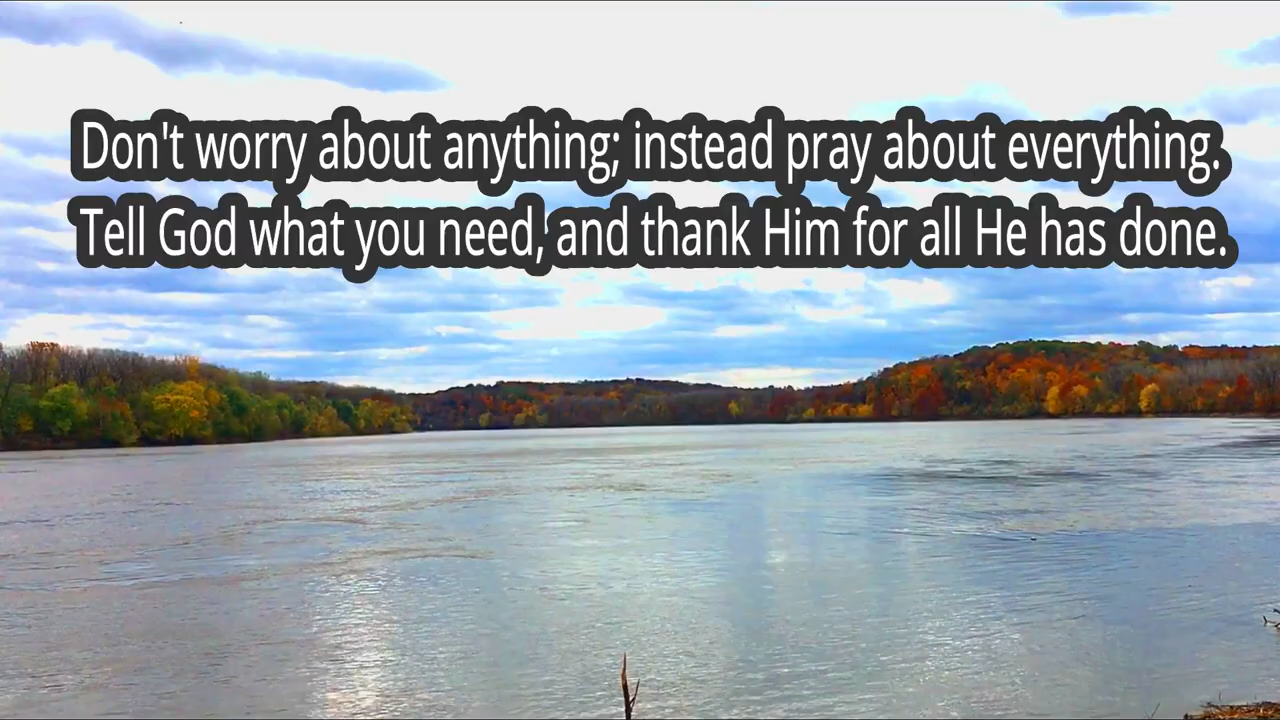 Don't worry about anything; instead pray about everything.
Tell God what you need, and thank Him for all He has done.